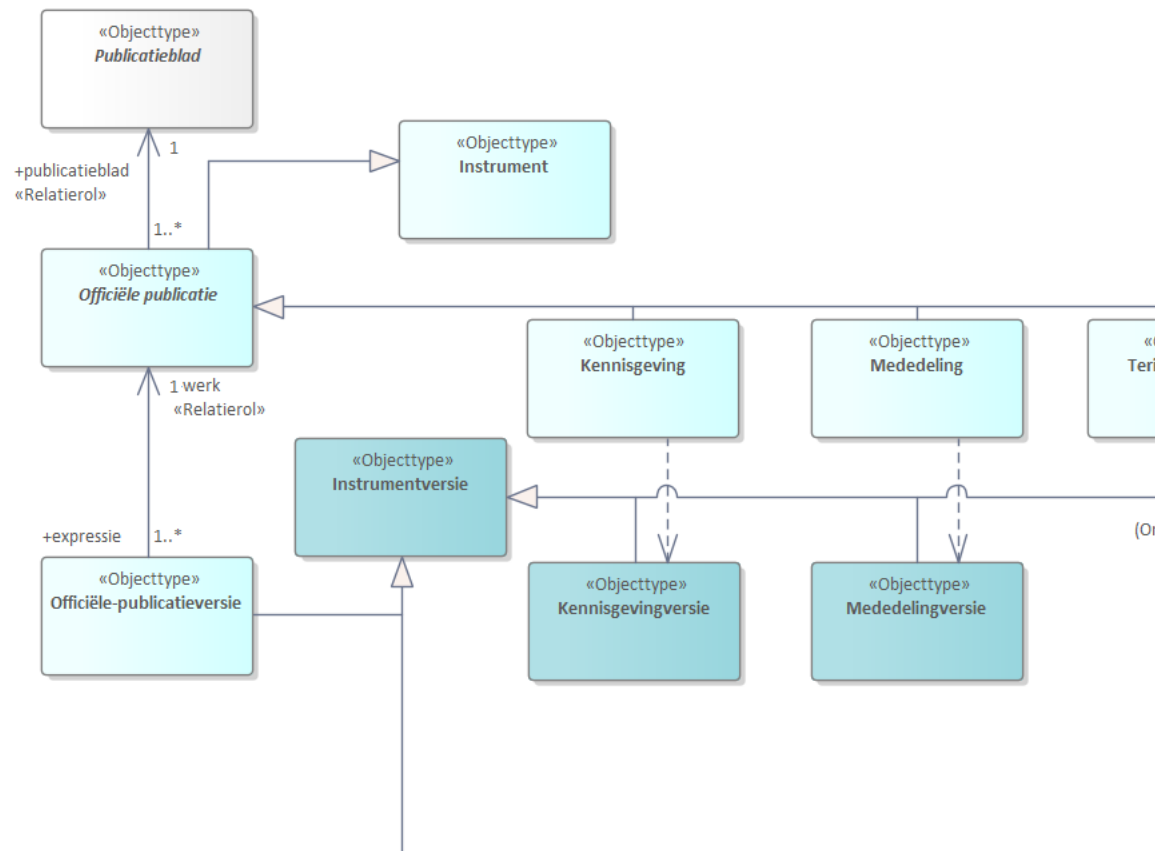 «Objecttype»
Publicatieblad
1
+publicatieblad
«Relatierol»
1..*
«Objecttype»
Instrument
«Objecttype»
Officiële publicatie
«Objecttype»
Kennisgeving
«Objecttype»
Mededeling
1 werk
«Relatierol»
«Objecttype»
Instrumentversie
+expressie
1..*
«Objecttype»
Officiële-publicatieversie
«Objecttype»
Kennisgevingversie
«Objecttype»
Mededelingversie